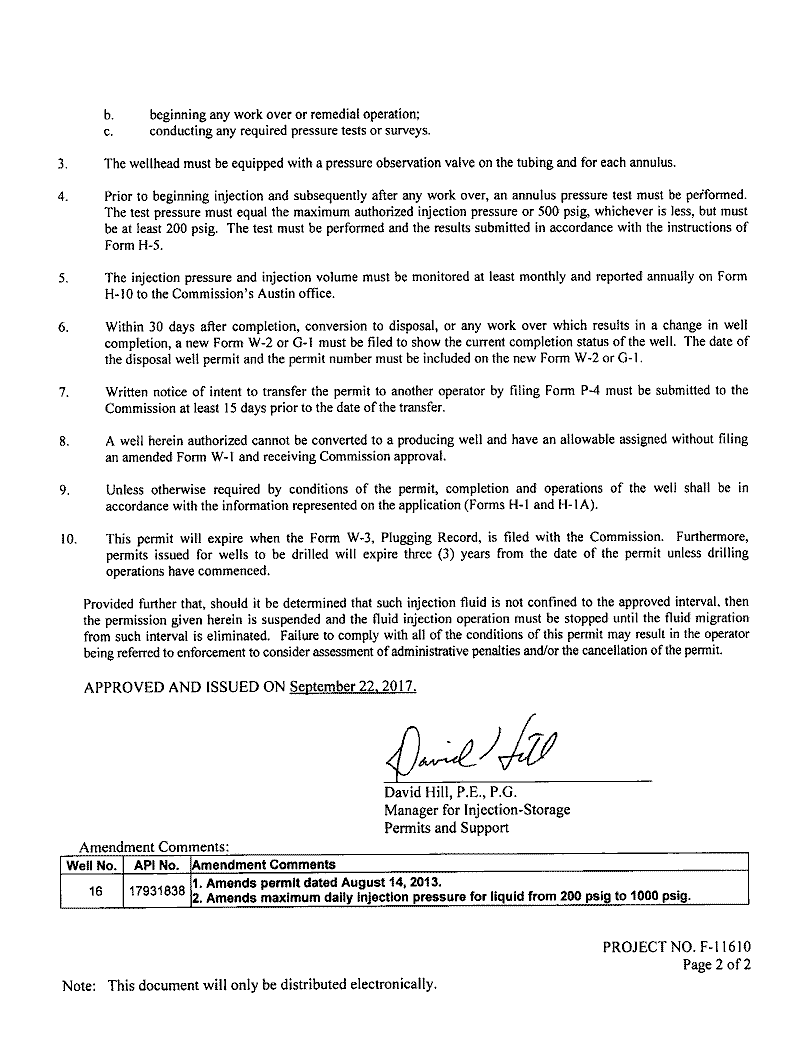 b. beginning any work over or remedial operation;
c. conducting any required pressure tests or surveys.
3. The wellhead must be equipped with a pressure observation valve on the tubing and for each annulus.
4. Prior to beginning injection and subsequently after any work over, an annulus pressure test must be performed.
The test pressure must equal the maximum authorized injection pressure or 500 psig, whichever is less, but must
be at least 200 psig. The test must be performed and the results submitted in accordance with the instructions of
Form H-5.
5. The injection pressure and injection volume must be monitored at least monthly and reported annually on Form
H-10 to the Commission's Austin office.
6. Within 30 days after completion, conversion to disposal, or any work over which results in a change in well
completion, a new Form W-2 or G-1 must be filed to show the current completion status of the well. The date of
the disposal well permit and the permit number must be included on the new Form W-2 or G-1.
7. Written notice of intent to transfer the permit to another operator by filing Form P-4 must be submitted to the
Commission at least 15 days prior to the date of the transfer.
8. A well herein authorized cannot be converted to a producing well and have an allowable assigned without filing
an amended Form W-1 and receiving Commission approval.
9. Unless otherwise required by conditions of the permit, completion and operations of the well shall be in
accordance with the information represented on the application (Forms H-1 and H-1A).
10. This permit will expire when the Form W-3, Plugging Record, is filed with the Commission. Furthermore,
permits issued for wells to be drilled will expire three (3) years from the date of the permit unless drilling
operations have commenced.
Provided further that, should it be determined that such injection fluid is not confined to the approved interval, then
the permission given herein is suspended and the fluid injection operation must be stopped until the fluid migration
from such interval is eliminated. Failure to comply with all of the conditions of this permit may result in the operator
being referred to enforcement to consider assessment of administrative penalties and/or the cancellation of the permit.
APPROVED AND ISSUED ON September 22, 2017.
David Hill
David Hill, P.E., P.G.
Manager for Injection-Storage
Permits and Support
Amendment Comments:
Well No. API No. Amendment Comments
16 17931838 1. Amends permit dated August 14, 2013.
2. Amends maximum daily injection pressure for liquid from 200 psig to 1000 psig.
PROJECT NO. F-11610
Page 2 of 2
Note: This document will only be distributed electronically.